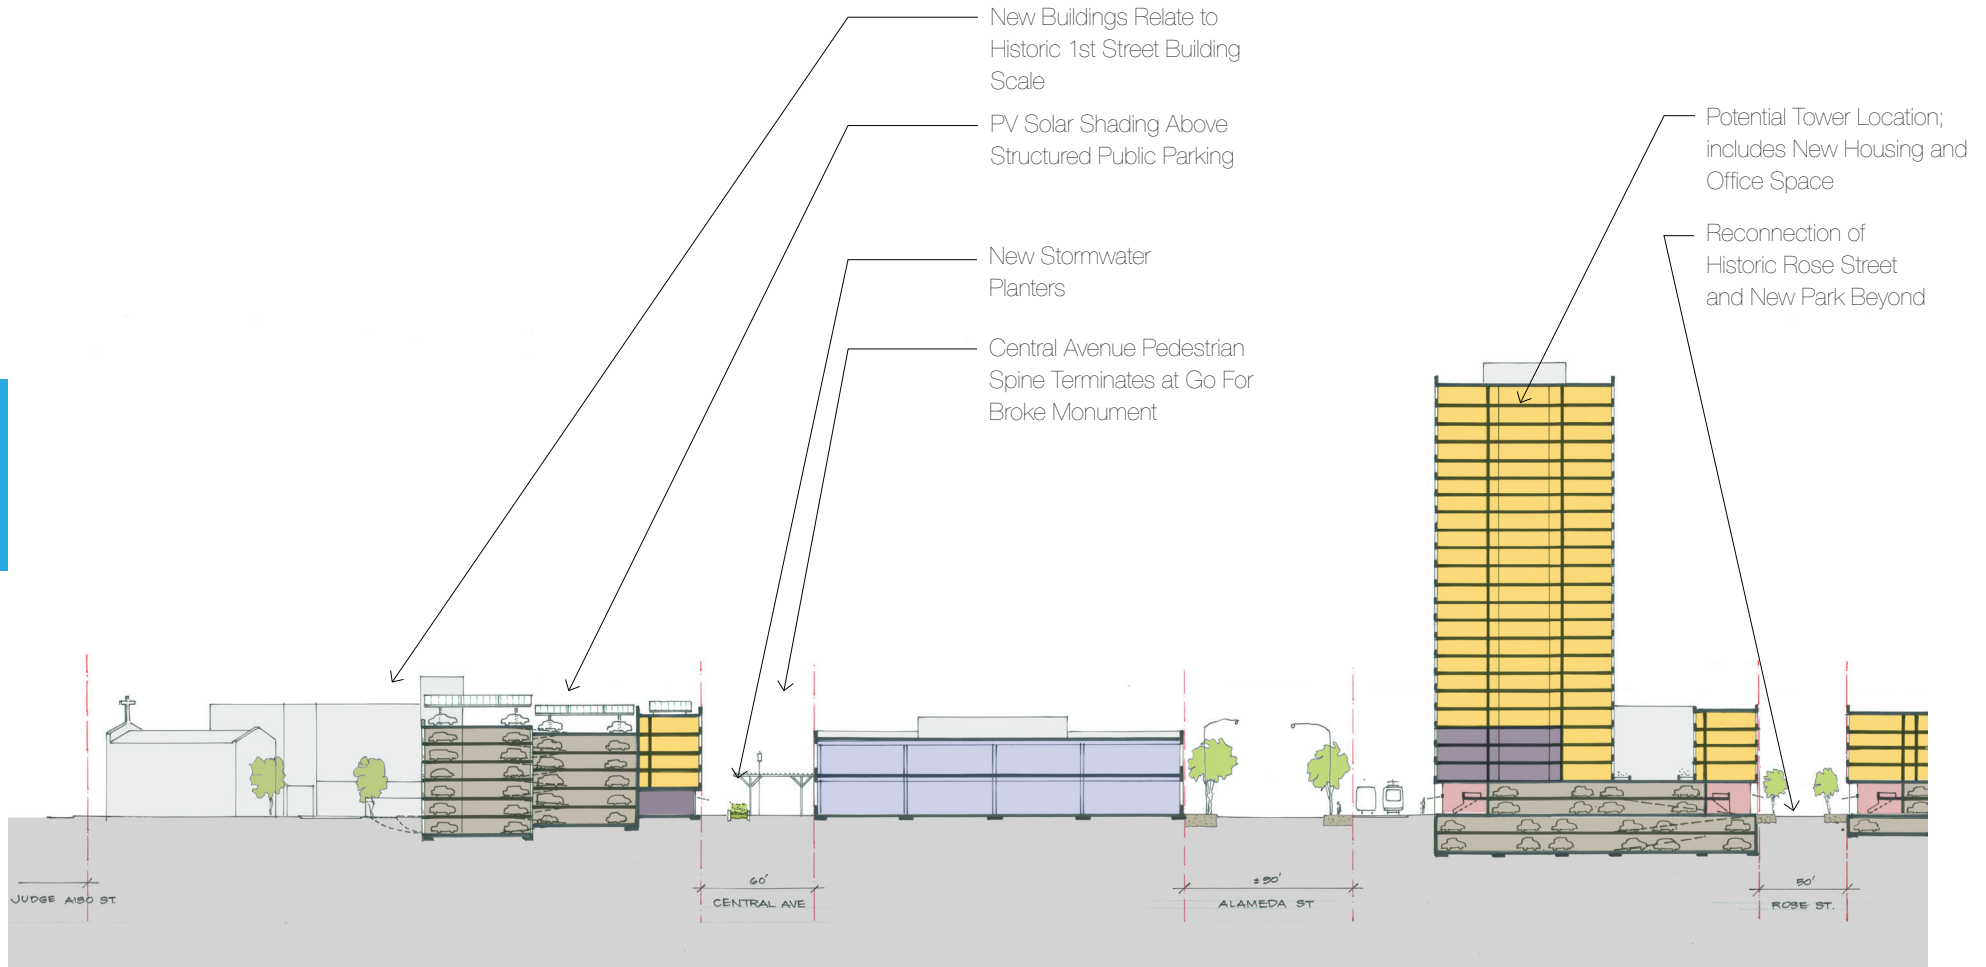 New Buildings Relate to
Historic 1st Street Building
Scale
PV Solar Shading Above
Structured Public Parking
New Stormwater
Planters
Central Avenue Pedestrian
Spine Terminates at Go For
Broke Monument
Potential Tower Location;
includes New Housing and
Office Space
Reconnection of
Historic Rose Street
and New Park Beyond
JUDGE AISO ST.
60'
CENTRAL AVE
±90'
ALAMEDA ST
50'
ROSE ST.